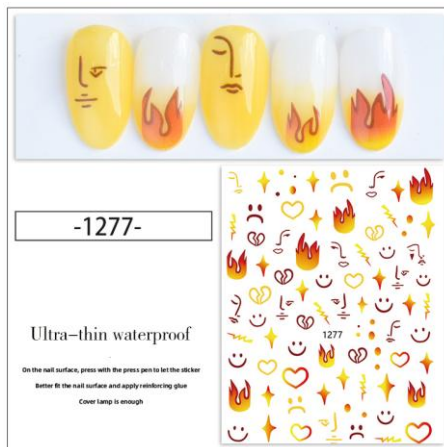 -1277-
Ultra-thin waterproof
On the nail surface, press with the press pen to let the sticker
Better fit the nail surface and apply reinforcing glue
Cover lamp is enough
1277